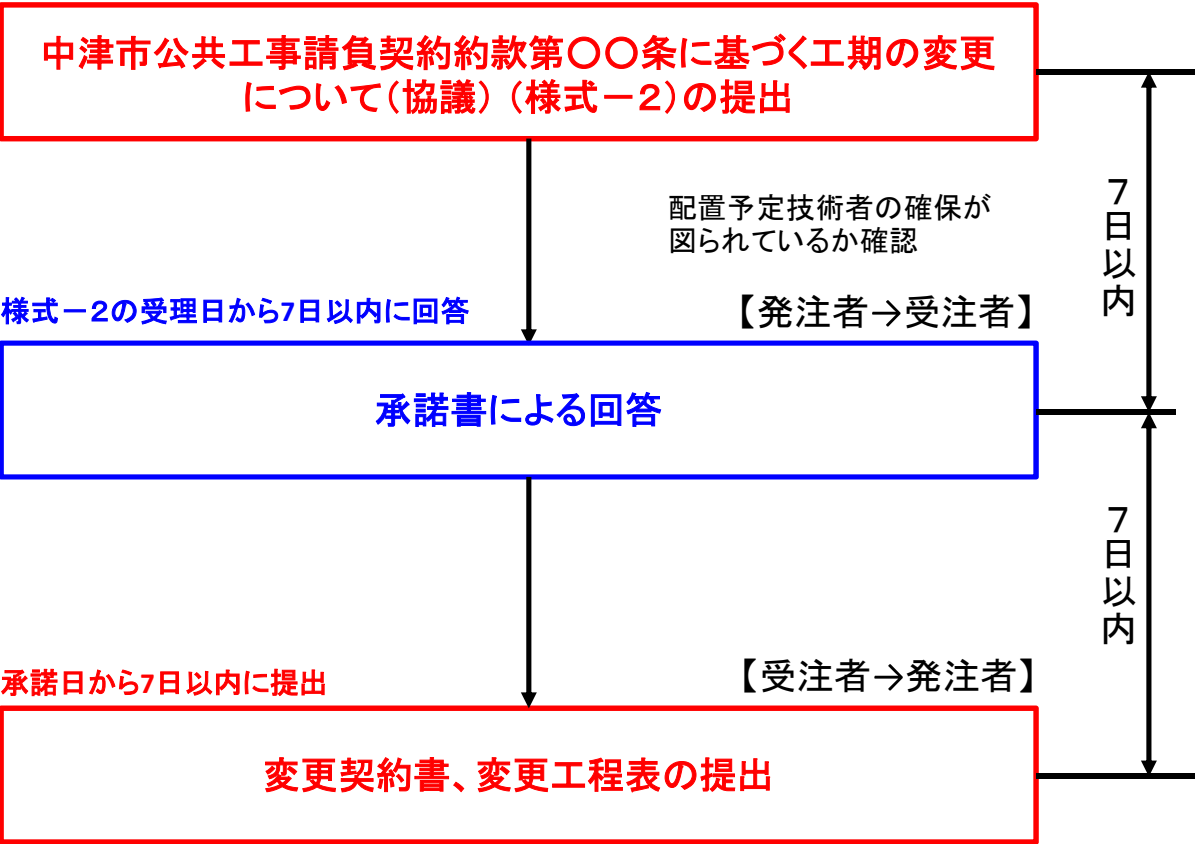 中津市公共工事請負契約約款第〇〇条に基づく工期の変更
について(協議) (様式－2)の提出
配置予定技術者の確保が
図られているか確認
7日以内
様式－2の受理日から7日以内に回答
【発注者→受注者】
承諾書による回答
7日以内
承諾日から7日以内に提出
【受注者→発注者】
変更契約書、変更工程表の提出